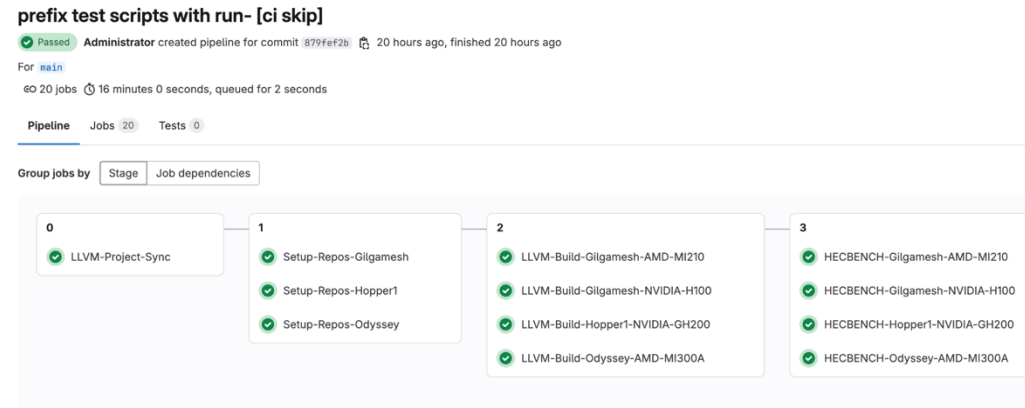 prefix test scripts with run- [ci skip]
Passed Administrator created pipeline for commit 879fef2b 20 hours ago, finished 20 hours ago
For main
20 jobs 16 minutes 0 seconds, queued for 2 seconds
Pipeline Jobs 20 Tests 0
Group jobs by Stage Job dependencies
0
LLVM-Project-Sync
1
Setup-Repos-Gilgamesh
Setup-Repos-Hopper1
Setup-Repos-Odyssey
2
LLVM-Build-Gilgamesh-AMD-MI210
LLVM-Build-Gilgamesh-NVIDIA-H100
LLVM-Build-Hopper1-NVIDIA-GH200
LLVM-Build-Odyssey-AMD-MI300A
3
HECBENCH-Gilgamesh-AMD-MI210
HECBENCH-Gilgamesh-NVIDIA-H100
HECBENCH-Hopper1-NVIDIA-GH200
HECBENCH-Odyssey-AMD-MI300A